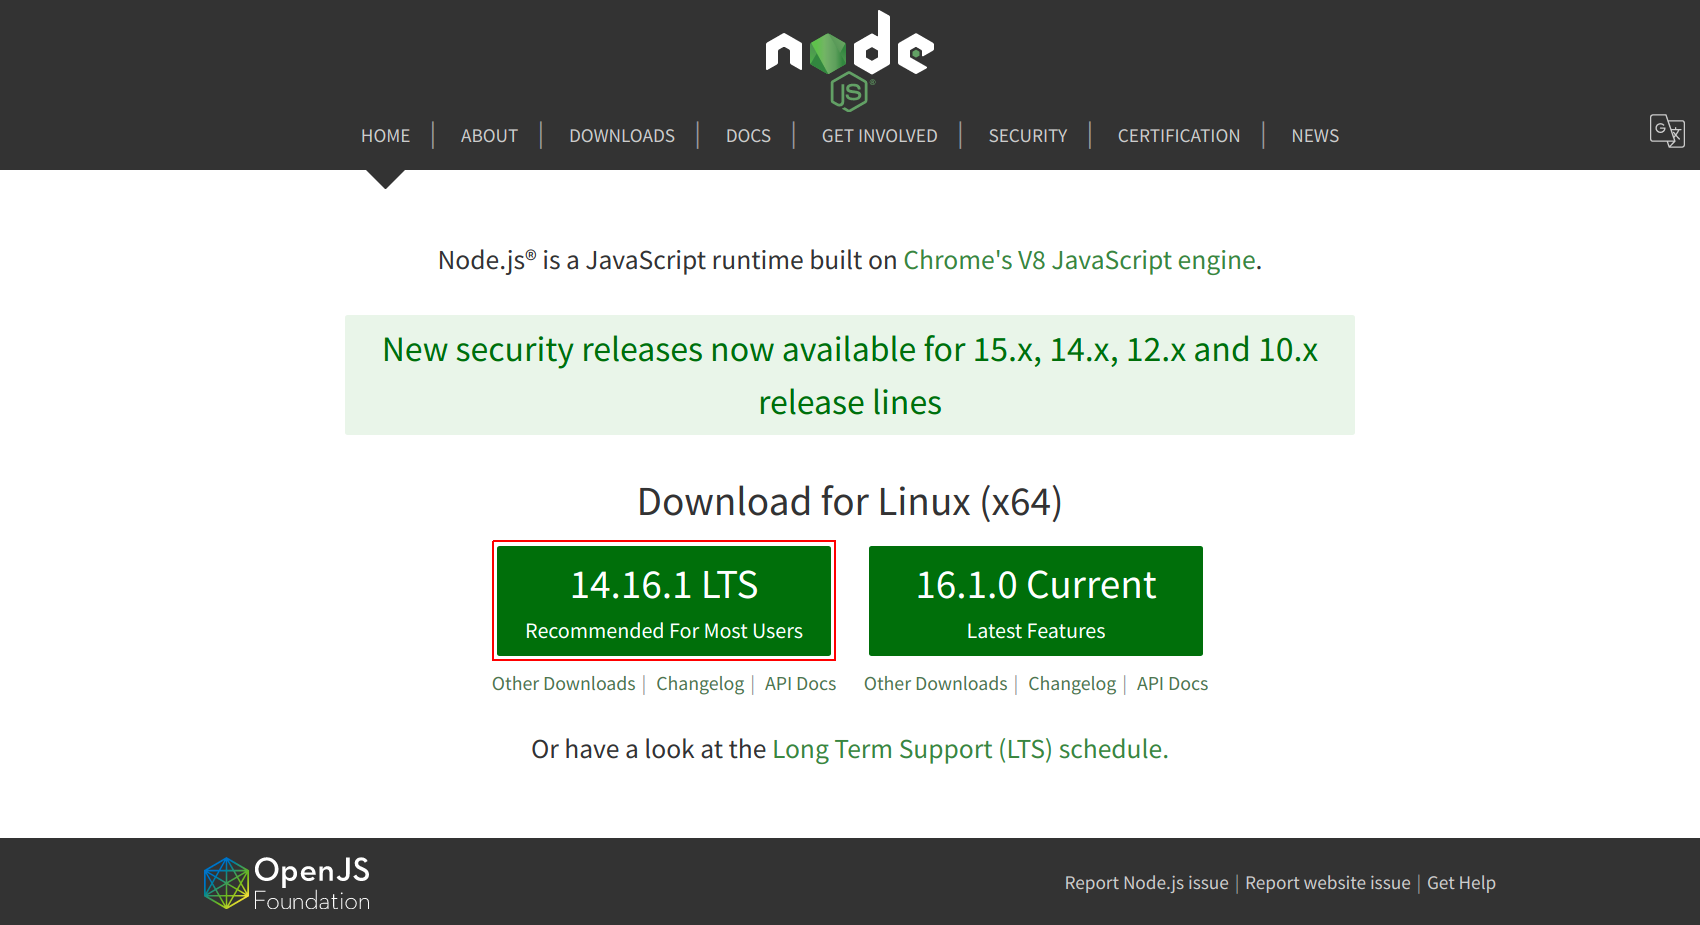 node
JS®
HOME | ABOUT | DOWNLOADS | DOCS | GET INVOLVED | SECURITY | CERTIFICATION | NEWS
Node.js® is a JavaScript runtime built on Chrome's V8 JavaScript engine.
New security releases now available for 15.x, 14.x, 12.x and 10.x
release lines
Download for Linux (x64)
14.16.1 LTS
Recommended For Most Users
16.1.0 Current
Latest Features
Other Downloads | Changelog | API Docs
Other Downloads | Changelog | API Docs
Or have a look at the Long Term Support (LTS) schedule.
OpenJS
Foundation
Report Node.js issue | Report website issue | Get Help